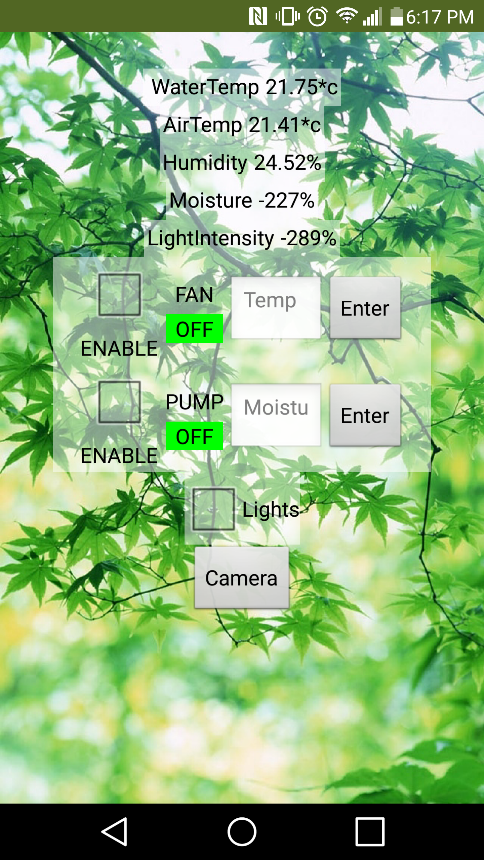 6:17 PM
WaterTemp 21.75*c
AirTemp 21.41*c
Humidity 24.52%
Moisture -227%
LightIntensity -289%
FAN
Temp
Enter
OFF
ENABLE
PUMP
Moistu
Enter
OFF
ENABLE
Lights
Camera